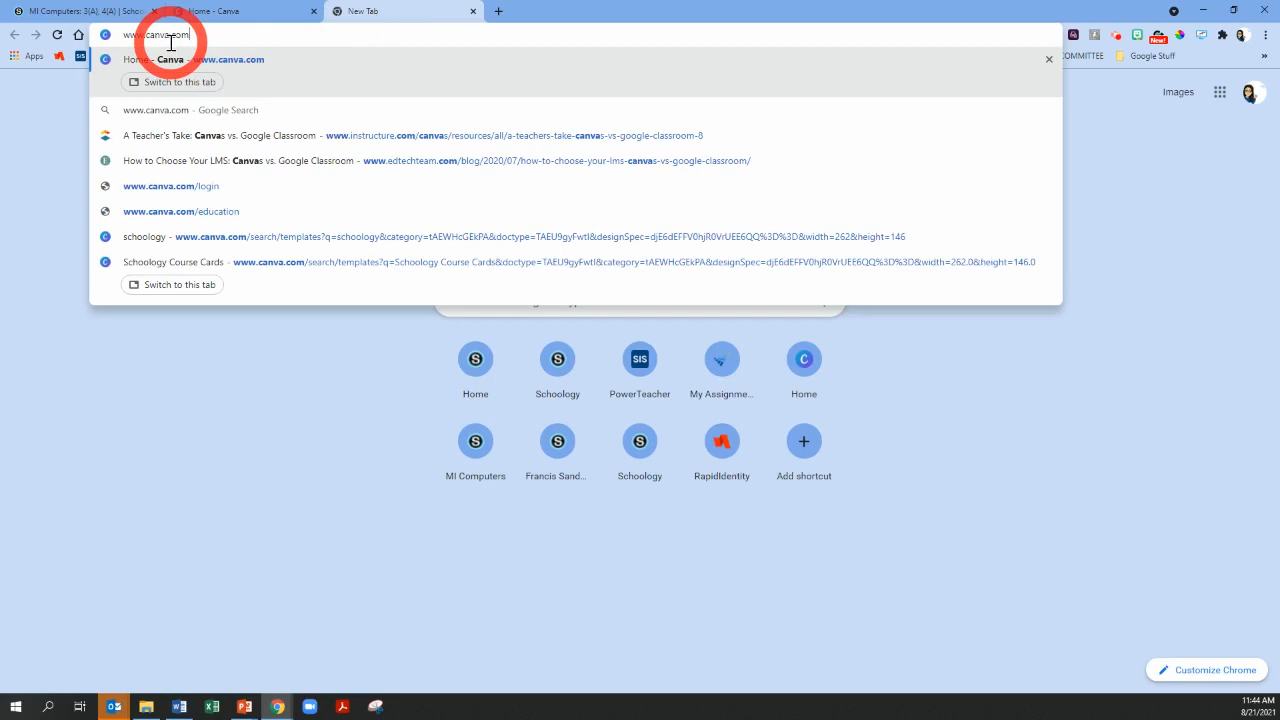 MI Computers: 3(A), 4(A) | Schoo
Home - Canva
New Tab
www.canva.com
Home - Canva - www.canva.com
Switch to this tab
Apps
SIS
New!
COMMITTEE
Google Stuff
Images
www.canva.com - Google Search
A Teacher's Take: Canvas vs. Google Classroom - www.instructure.com/canvas/resources/all/a-teachers-take-canvas-vs-google-classroom-8
How to Choose Your LMS: Canvas vs. Google Classroom - www.edtechteam.com/blog/2020/07/how-to-choose-your-lms-canvas-vs-google-classroom/
www.canva.com/login
www.canva.com/education
schoology - www.canva.com/search/templates?q=schoology&category=tAEWHcGEkPA&doctype=TAEU9gyFwtI&designSpec=djE6dEFFV0hjR0VrUEE6QQ%3D%3D&width=262&height=146
Schoology Course Cards - www.canva.com/search/templates?q=Schoology Course Cards&doctype=TAEU9gyFwtI&category=tAEWHcGEkPA&designSpec=djE6dEFFV0hjR0VrUEE6QQ%3D%3D&width=262.0&height=146.0
Switch to this tab
S S SIS C
Home Schoology PowerTeacher My Assignme... Home
S S S
MI Computers Francis Sand... Schoology RapidIdentity Add shortcut
Customize Chrome
11:44 AM
8/21/2021